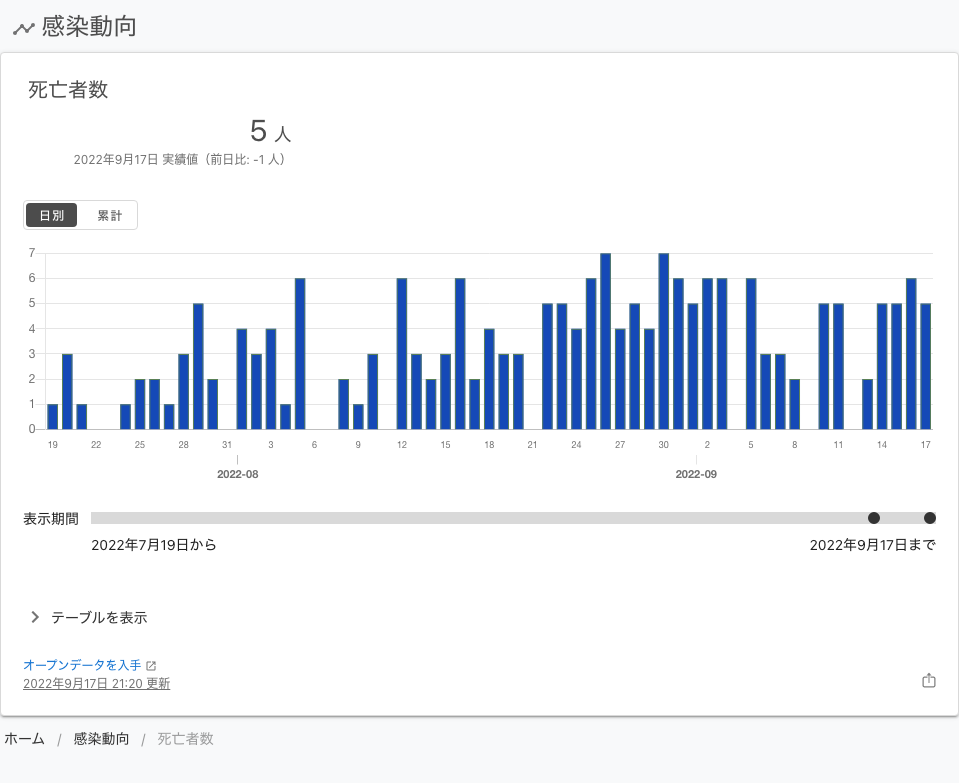 感染動向
死亡者数
5 人
2022年9月17日 実績値（前日比: -1 人）
日別 累計
7
6
5
4
3
2
1
0
19 22 25 28 31 3 6 9 12 15 18 21 24 27 30 2 5 8 11 14 17
2022-08 2022-09
表示期間
2022年7月19日から 2022年9月17日まで
テーブルを表示
オープンデータを入手
2022年9月17日 21:20 更新
ホーム / 感染動向 / 死亡者数